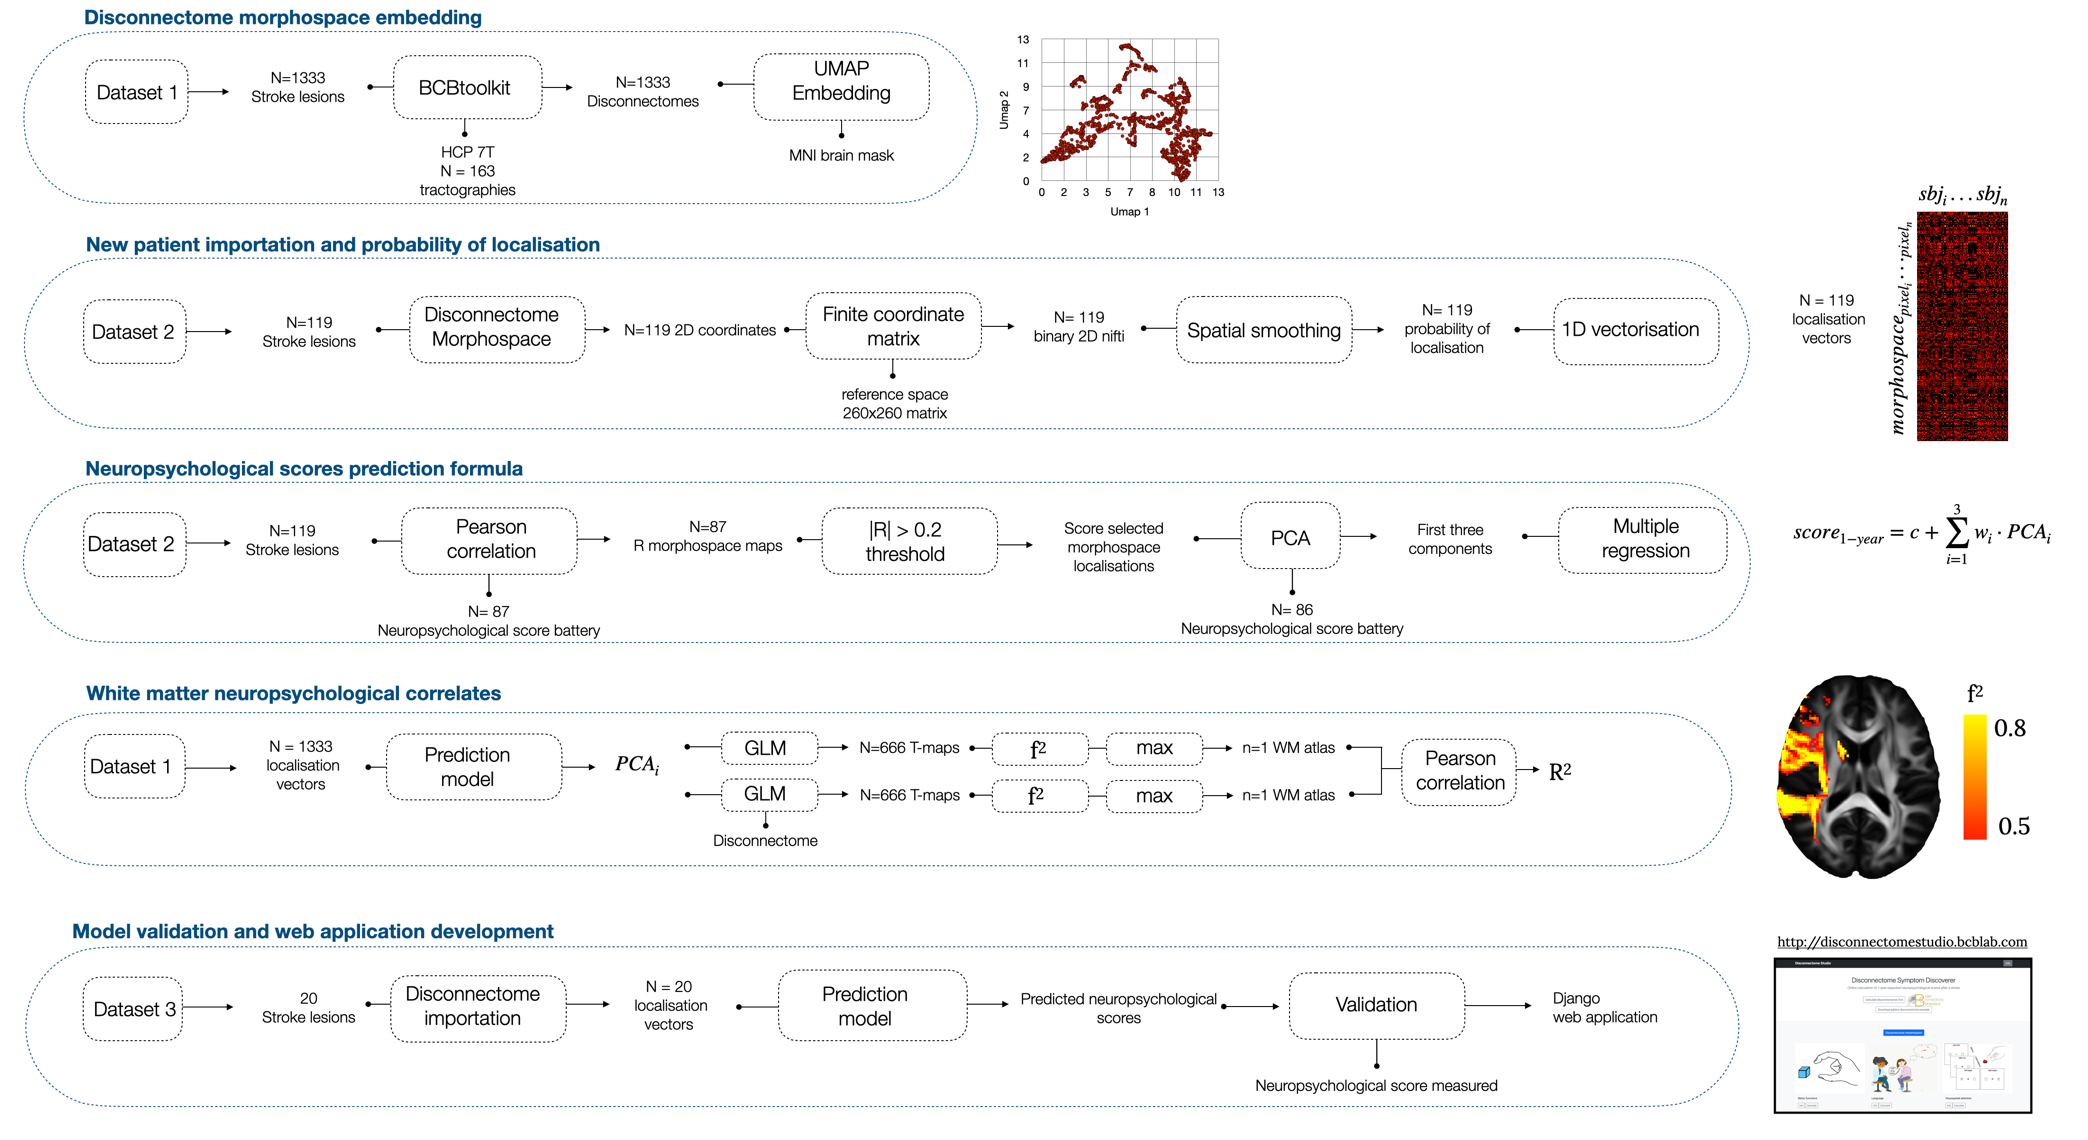 Disconnectome morphospace embedding
Dataset 1
N=1333
Stroke lesions
BCBtoolkit
HCP 7T
N = 163
tractographies
N=1333
Disconnectomes
UMAP
Embedding
MNI brain mask
Umap 2
13
11
9
7
4
2
0
0 2 3 5 7 8 10 11 13
Umap 1
New patient importation and probability of localisation
Dataset 2
N=119
Stroke lesions
Disconnectome
Morphospace
N=119 2D coordinates
Finite coordinate
matrix
reference space
260x260 matrix
N= 119
binary 2D nifti
Spatial smoothing
N= 119
probability of
localisation
1D vectorisation
N = 119
localisation
vectors
sbj_i . . . sbj_n
morphospace_pixel_i . . . pixel_n
Neuropsychological scores prediction formula
Dataset 2
N=119
Stroke lesions
Pearson
correlation
N= 87
Neuropsychological score battery
N=87
R morphospace maps
|R| > 0.2
threshold
Score selected
morphospace
localisations
PCA
N= 86
Neuropsychological score battery
First three
components
Multiple
regression
score_{1−year} = c + ∑_{i=1}^{3} w_i · PCA_i
White matter neuropsychological correlates
Dataset 1
N = 1333
localisation
vectors
Prediction
model
PCA_i
GLM
N=666 T-maps
f²
max
n=1 WM atlas
GLM
N=666 T-maps
f²
max
n=1 WM atlas
Disconnectome
Pearson
correlation
R²
f²
0.8
0.5
Model validation and web application development
Dataset 3
20
Stroke lesions
Disconnectome
importation
N = 20
localisation
vectors
Prediction
model
Predicted neuropsychological
scores
Validation
Neuropsychological score measured
Django
web application
http://disconnectomestudio.bcblab.com
Disconnectome Studio
Disconnectome Symptom Discoverer